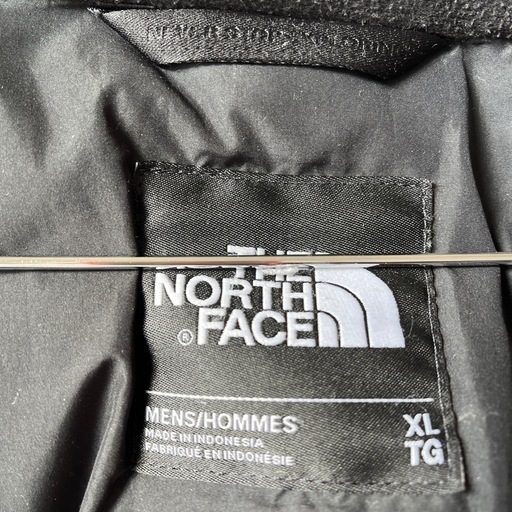 NEVER STOP EXPLORING
THE
NORTH
FACE
®
MENS/HOMMES
MADE IN INDONESIA
FABRIQUÉ EN INDONÉSIE
XL
TG